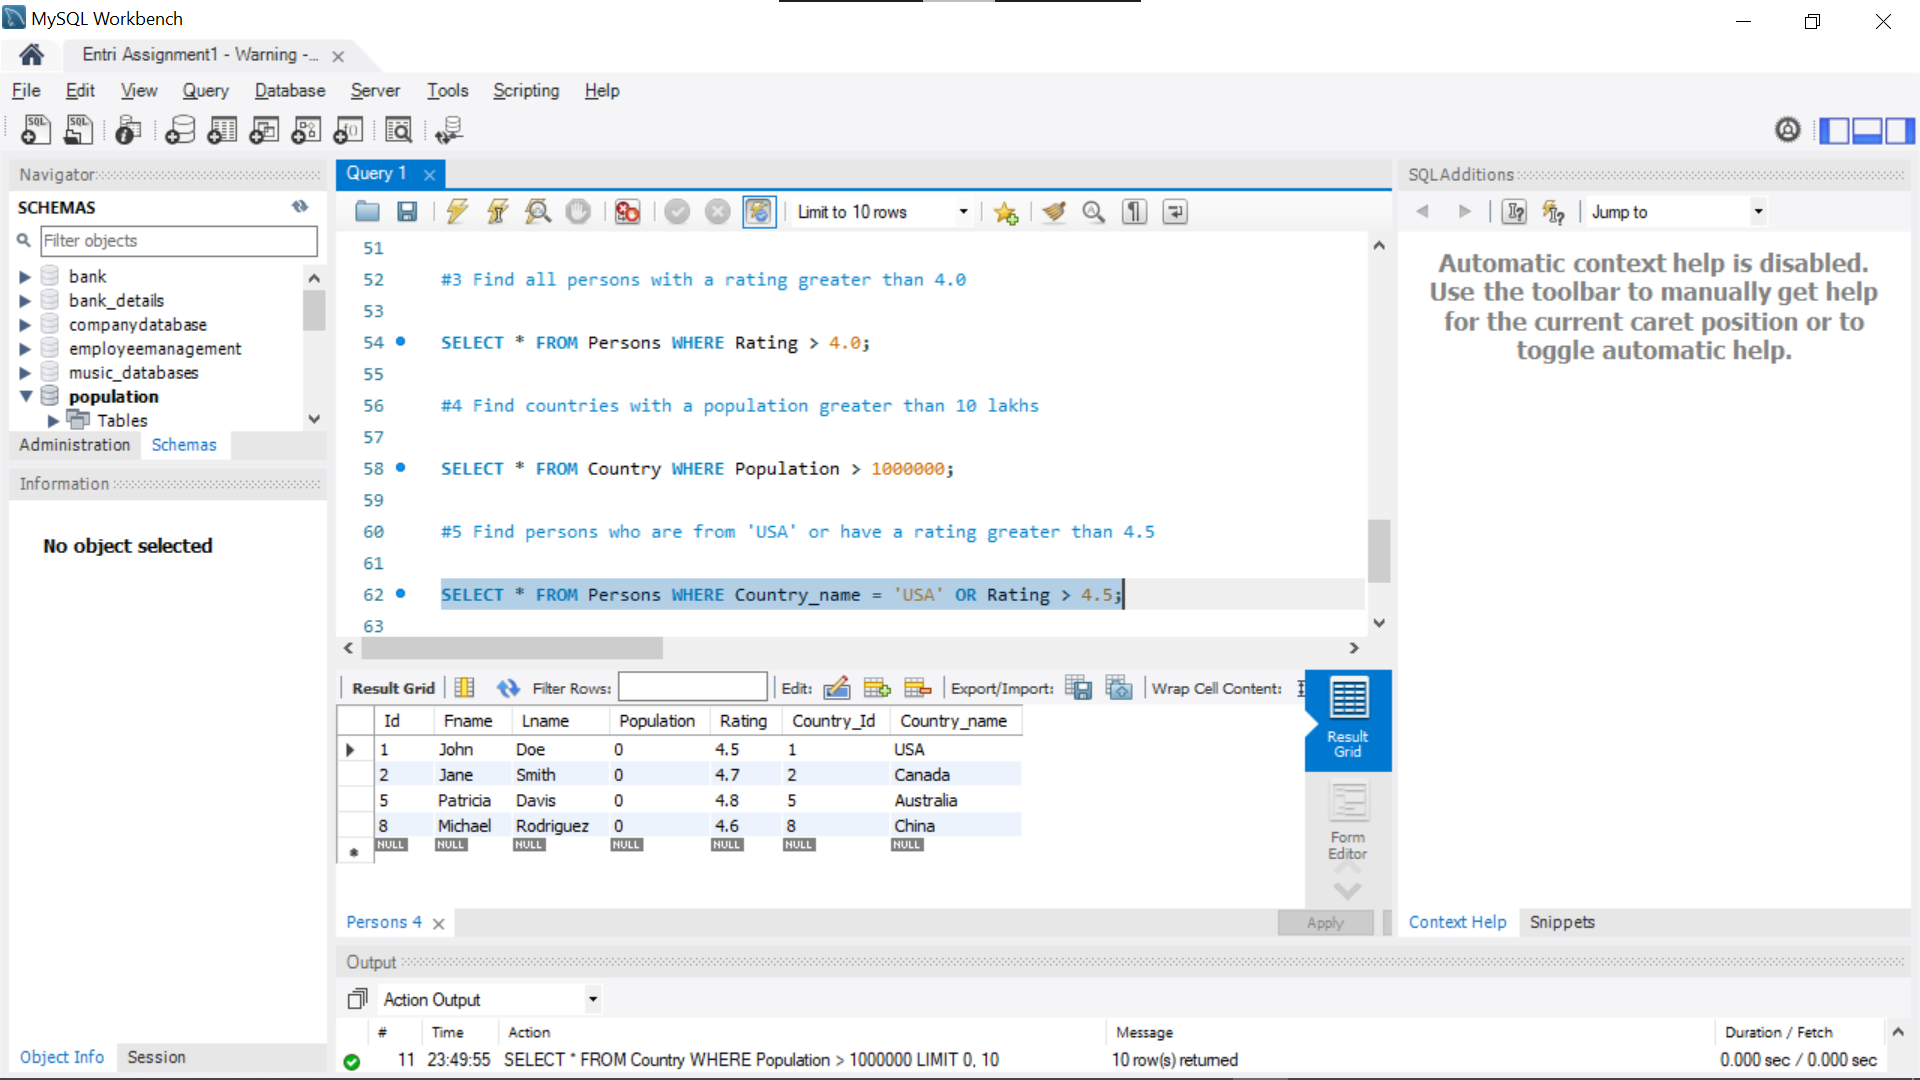 MySQL Workbench
Entri Assignment1 - Warning -...
File Edit View Query Database Server Tools Scripting Help
Navigator
SCHEMAS
Filter objects
bank
bank_details
companydatabase
employeemanagement
music_databases
population
Tables
Administration Schemas
Information
No object selected
Object Info Session
Query 1
Limit to 10 rows
51
52 #3 Find all persons with a rating greater than 4.0
53
54 SELECT * FROM Persons WHERE Rating > 4.0;
55
56 #4 Find countries with a population greater than 10 lakhs
57
58 SELECT * FROM Country WHERE Population > 1000000;
59
60 #5 Find persons who are from 'USA' or have a rating greater than 4.5
61
62 SELECT * FROM Persons WHERE Country_name = 'USA' OR Rating > 4.5;
63
Result Grid Filter Rows: Edit: Export/Import: Wrap Cell Content:
Id Fname Lname Population Rating Country_Id Country_name
1 John Doe 0 4.5 1 USA
2 Jane Smith 0 4.7 2 Canada
5 Patricia Davis 0 4.8 5 Australia
8 Michael Rodriguez 0 4.6 8 China
NULL NULL NULL NULL NULL NULL NULL
Result
Grid
Form
Editor
Persons 4
Apply
SQLAdditions
Jump to
Automatic context help is disabled.
Use the toolbar to manually get help
for the current caret position or to
toggle automatic help.
Context Help Snippets
Output
Action Output
# Time Action Message Duration / Fetch
11 23:49:55 SELECT * FROM Country WHERE Population > 1000000 LIMIT 0, 10 10 row(s) returned 0.000 sec / 0.000 sec